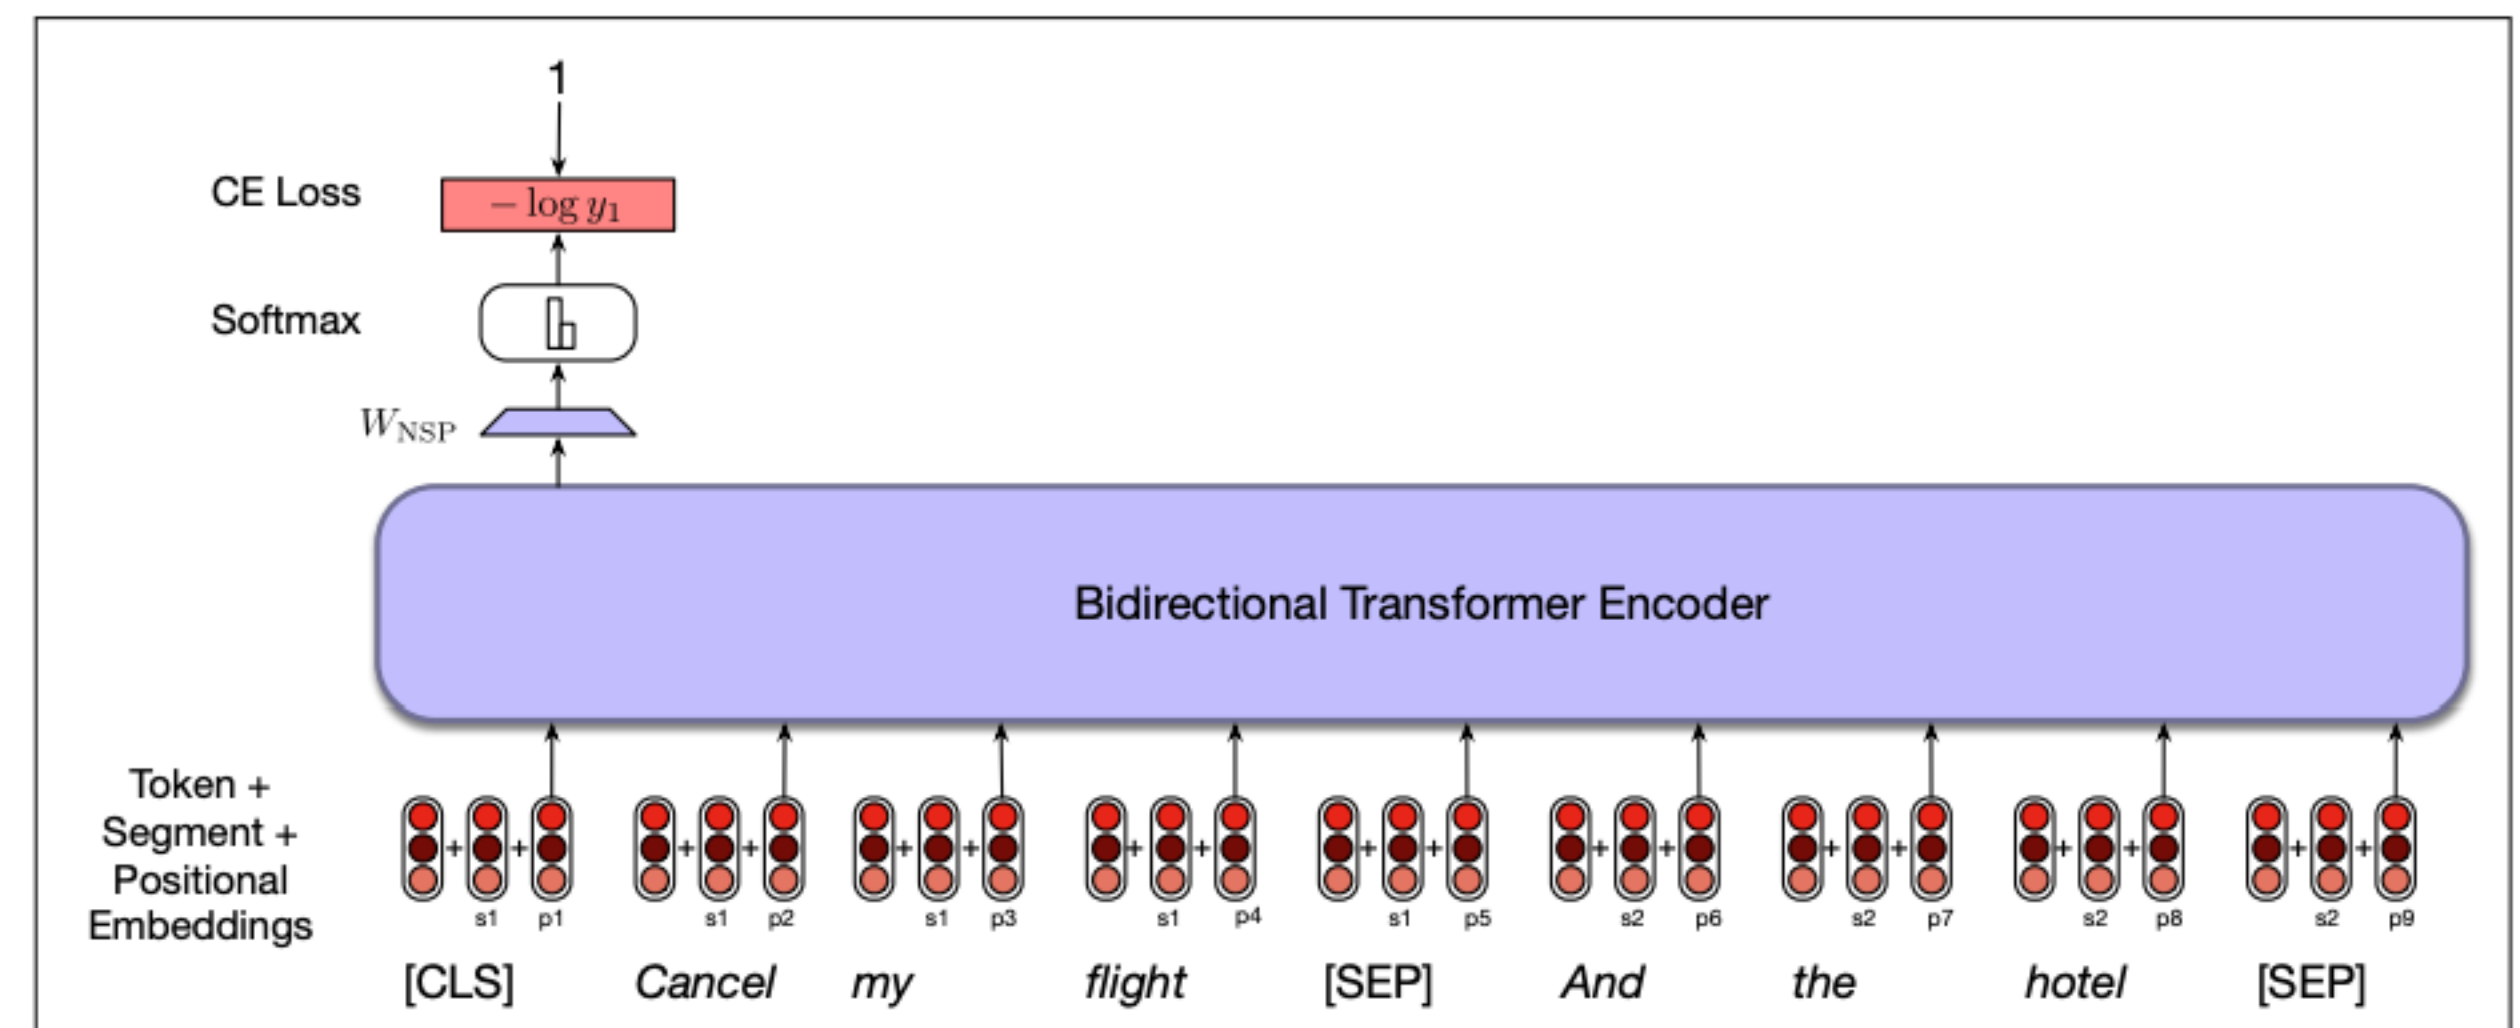 1
CE Loss
− log y1
Softmax
WNSP
Bidirectional Transformer Encoder
Token +
Segment +
Positional
Embeddings
+ + + + + + + + + + + + + + + + + +
s1 p1 s1 p2 s1 p3 s1 p4 s1 p5 s2 p6 s2 p7 s2 p8 s2 p9
[CLS] Cancel my flight [SEP] And the hotel [SEP]